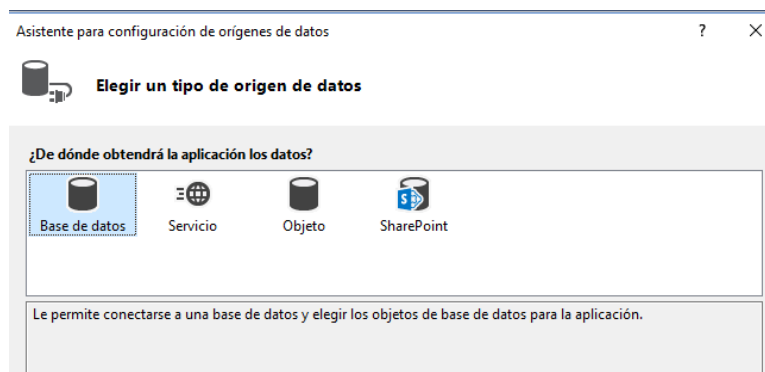 Asistente para configuración de orígenes de datos ?
Elegir un tipo de origen de datos
¿De dónde obtendrá la aplicación los datos?
Base de datos Servicio Objeto SharePoint
Le permite conectarse a una base de datos y elegir los objetos de base de datos para la aplicación.